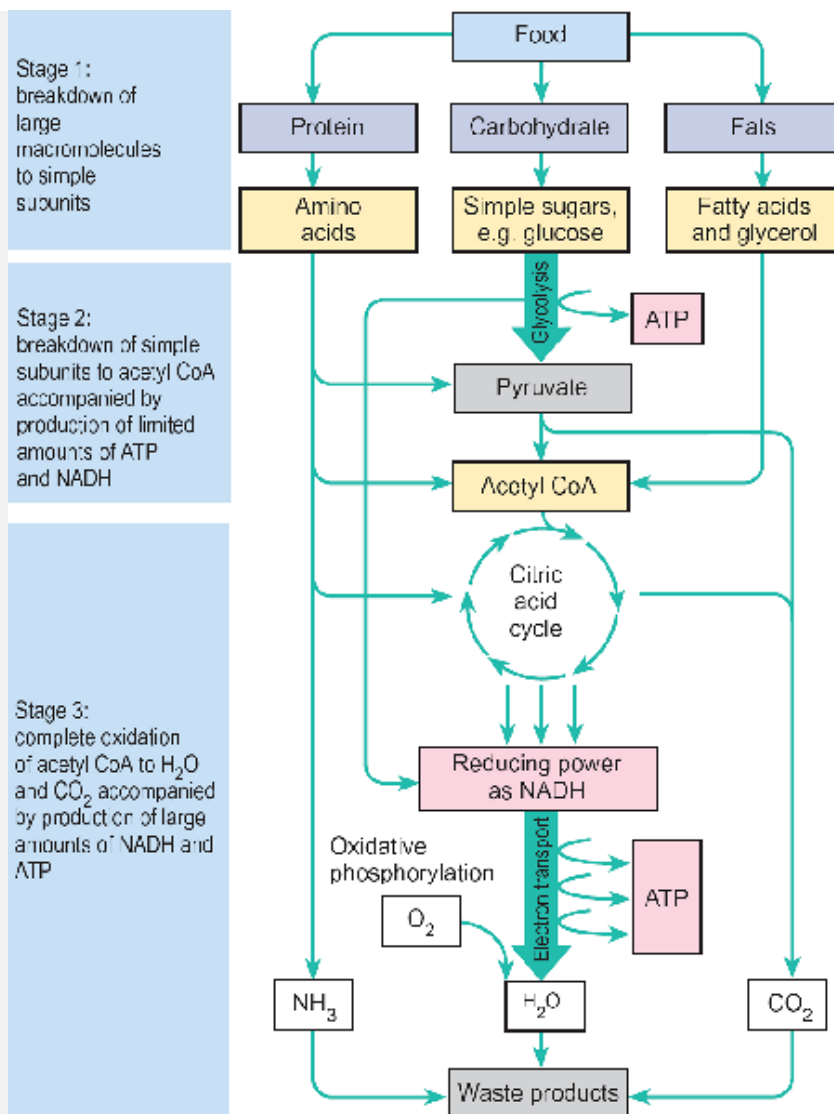 Food
Stage 1:
breakdown of
large
macromolecules
to simple
subunits
Protein
Carbohydrate
Fats
Amino
acids
Simple sugars,
e.g. glucose
Fatty acids
and glycerol
Glycolysis
ATP
Stage 2:
breakdown of simple
subunits to acetyl CoA
accompanied by
production of limited
amounts of ATP
and NADH
Pyruvate
Acetyl CoA
Citric
acid
cycle
Stage 3:
complete oxidation
of acetyl CoA to H₂O
and CO₂ accompanied
by production of large
amounts of NADH and
ATP
Reducing power
as NADH
Oxidative
phosphorylation
Electron transport
ATP
O₂
NH₃
H₂O
CO₂
Waste products